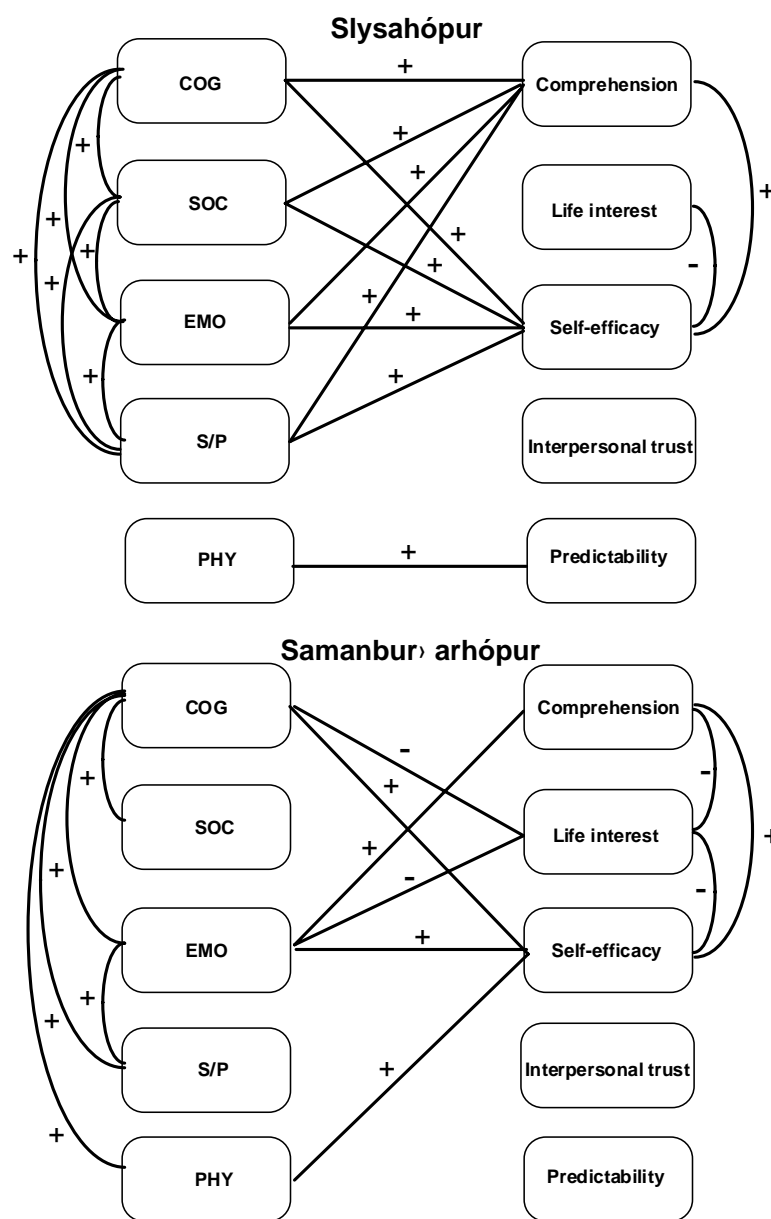 Slysahópur
COG
+
Comprehension
+
+
+
SOC
Life interest
+
+
+
+
+
+
+
-
EMO
+
+
Self-efficacy
+
+
S/P
Interpersonal trust
PHY
+
Predictability
Samanbur› arhópur
COG
Comprehension
-
+
+
-
SOC
Life interest
+
+
+
-
-
EMO
+
Self-efficacy
+
+
S/P
+
Interpersonal trust
+
PHY
Predictability